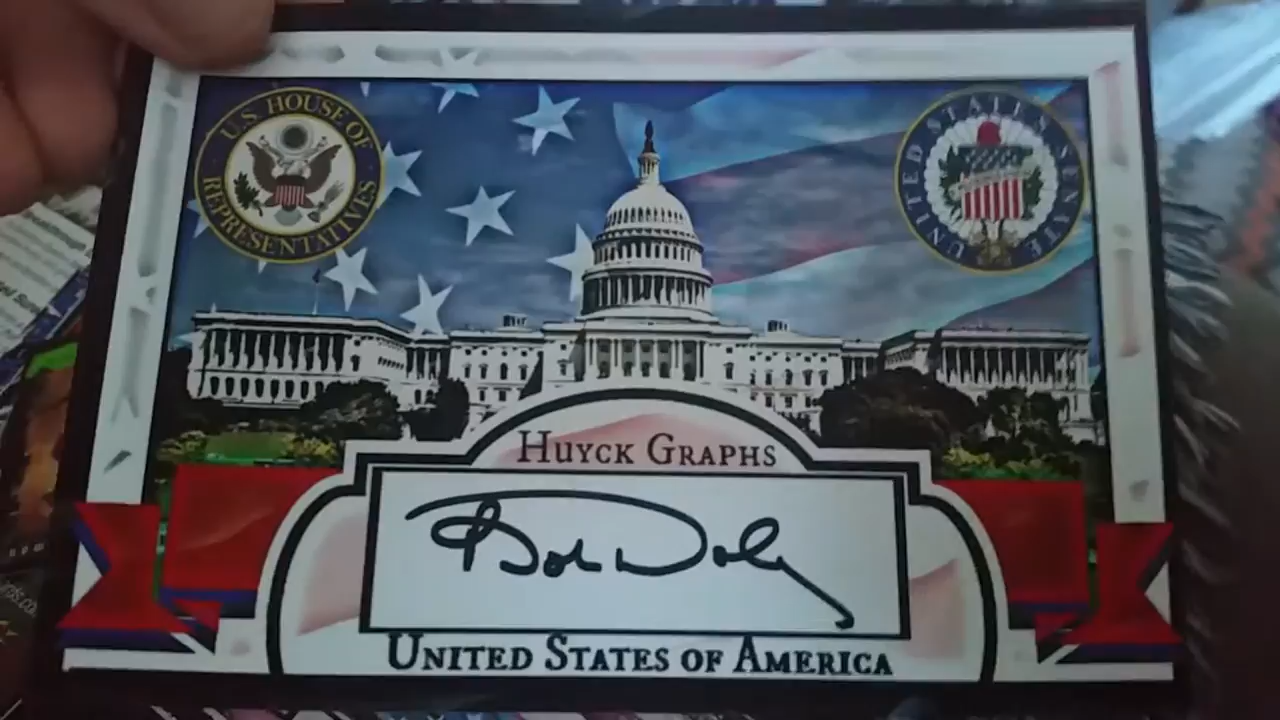 U.S. HOUSE OF
REPRESENTATIVES
UNITED STATES SENATE
HUYCK GRAPHS
Bob Dole
UNITED STATES OF AMERICA